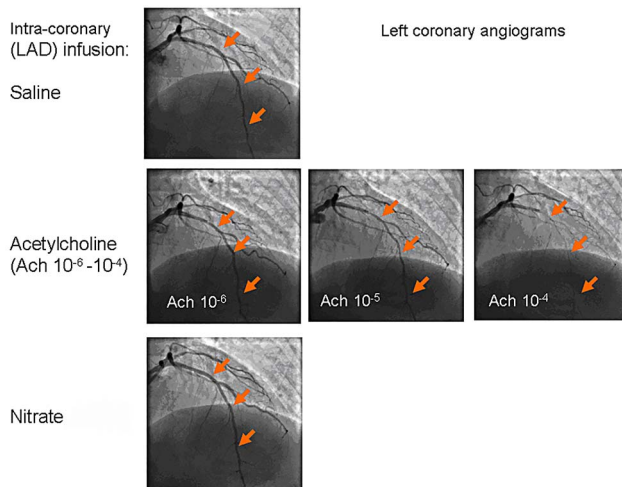 Intra-coronary
(LAD) infusion:
Left coronary angiograms
Saline
Acetylcholine
(Ach 10⁻⁶ -10⁻⁴)
Ach 10⁻⁶
Ach 10⁻⁵
Ach 10⁻⁴
Nitrate